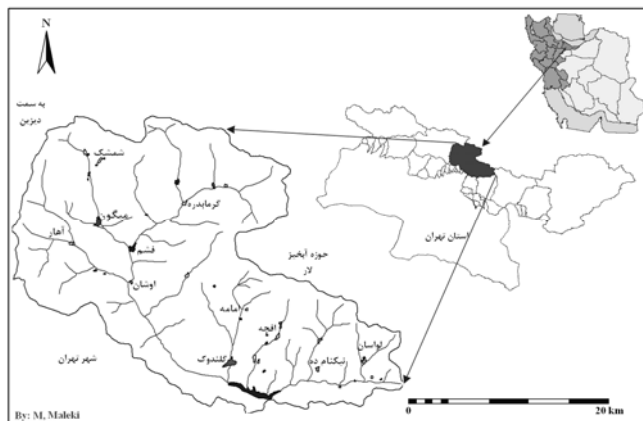 N
به سمت
دیزین
شمشک
میگون
گرمابدره
آهار
فشم
اوشان
حوزه آبخیز
لار
استان تهران
امامه
افجه
لواسان
شهر تهران
کلندوک
نیکنام ده
By: M, Maleki
0
20 km